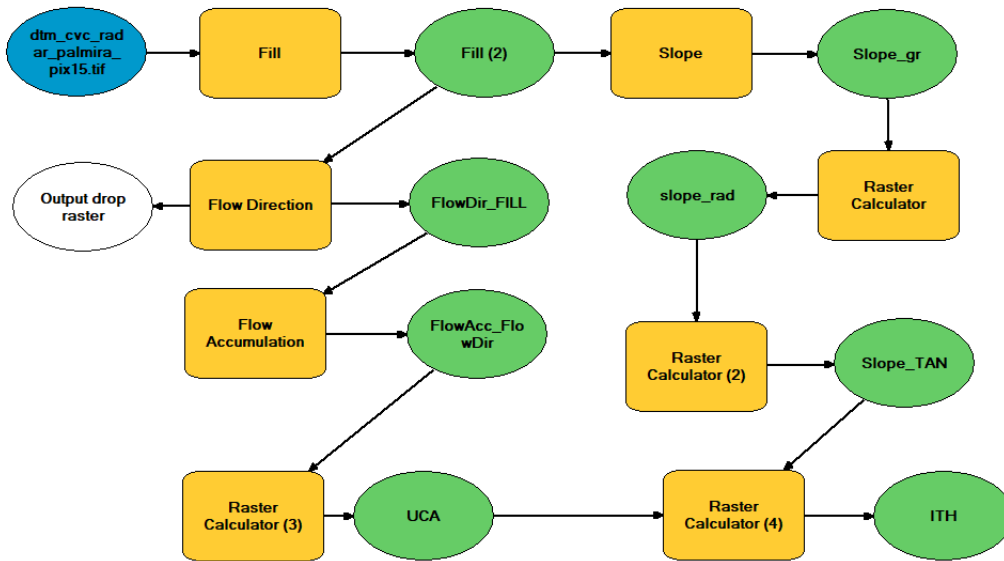 dtm_cvc_rad
ar_palmira_
pix15.tif
Fill
Fill (2)
Slope
Slope_gr
Output drop
raster
Flow Direction
FlowDir_FILL
slope_rad
Raster
Calculator
Flow
Accumulation
FlowAcc_Flo
wDir
Raster
Calculator (2)
Slope_TAN
Raster
Calculator (3)
UCA
Raster
Calculator (4)
ITH